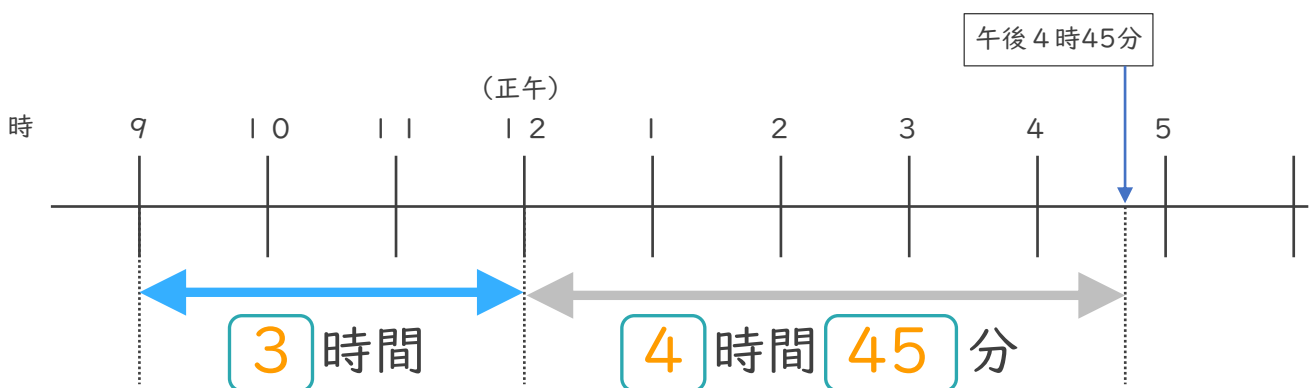 午後４時45分
（正午）
時 ９ １０ １１ １２ １ ２ ３ ４ ５
３時間 ４時間４５分